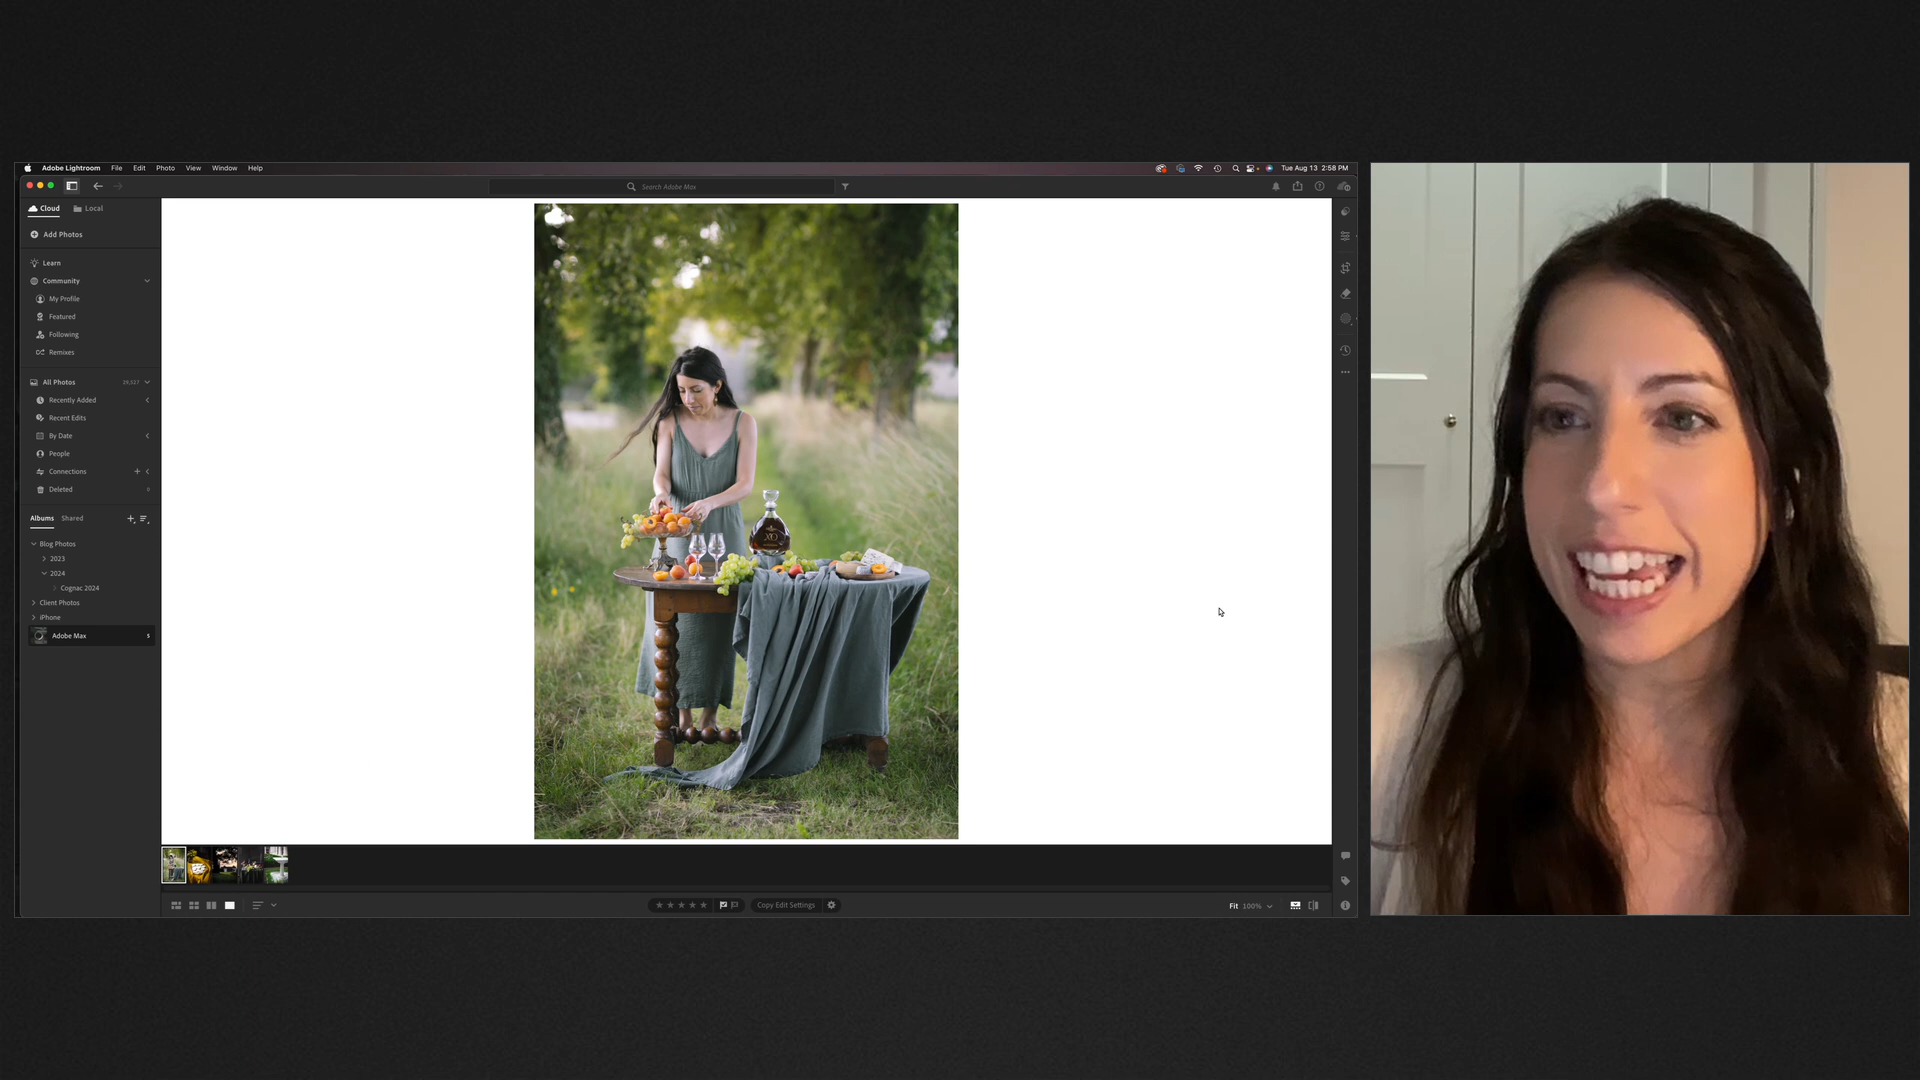 Adobe Lightroom File Edit Photo View Window Help
Tue Aug 13 2:58 PM
Search Adobe Max
Cloud Local
Add Photos
Learn
Community
My Profile
Featured
Following
Remixes
All Photos
Recently Added
Recent Edits
By Date
People
Connections
Deleted
Albums Shared
Blog Photos
2023
2024
Cognac 2024
Client Photos
iPhone
Adobe Max 5
XO
Copy Edit Settings
Fit 100%